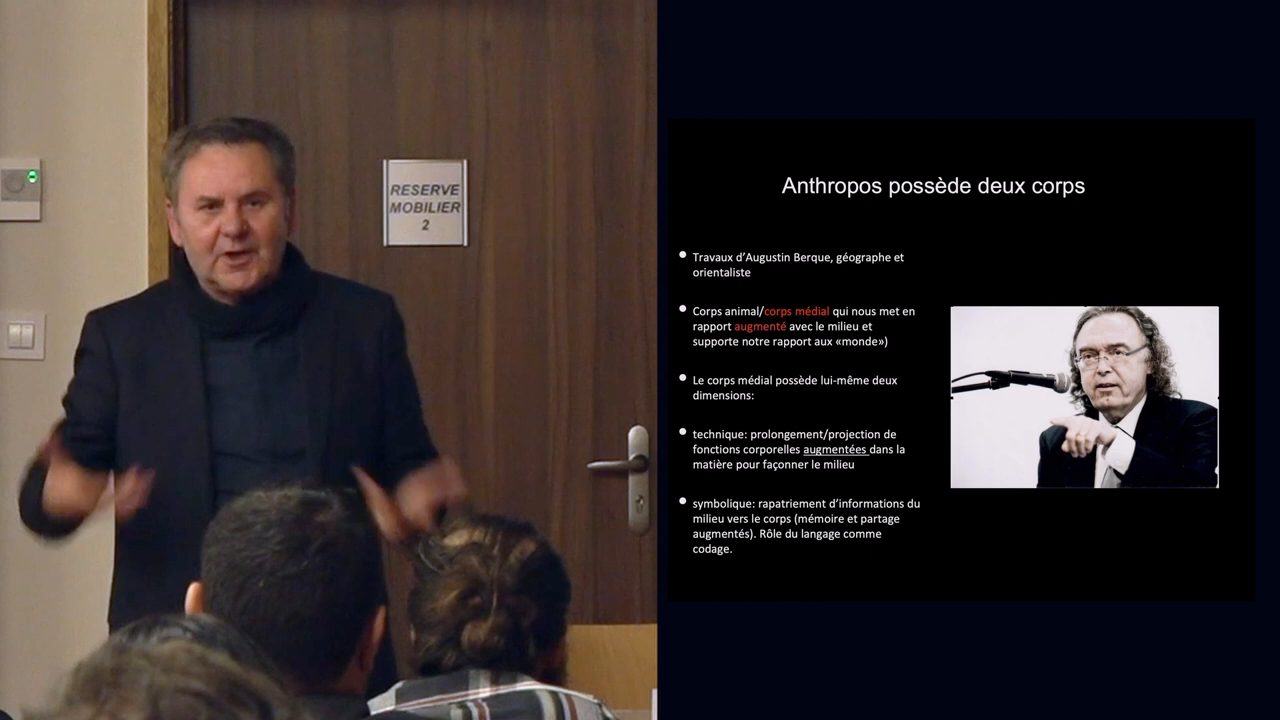 RESERVE
MOBILIER
2
Anthropos possède deux corps
Travaux d’Augustin Berque, géographe et
orientaliste
Corps animal/corps médial qui nous met en
rapport augmenté avec le milieu et
supporte notre rapport aux «monde»)
Le corps médial possède lui-même deux
dimensions:
technique: prolongement/projection de
fonctions corporelles augmentées dans la
matière pour façonner le milieu
symbolique: rapatriement d’informations du
milieu vers le corps (mémoire et partage
augmentés). Rôle du langage comme
codage.